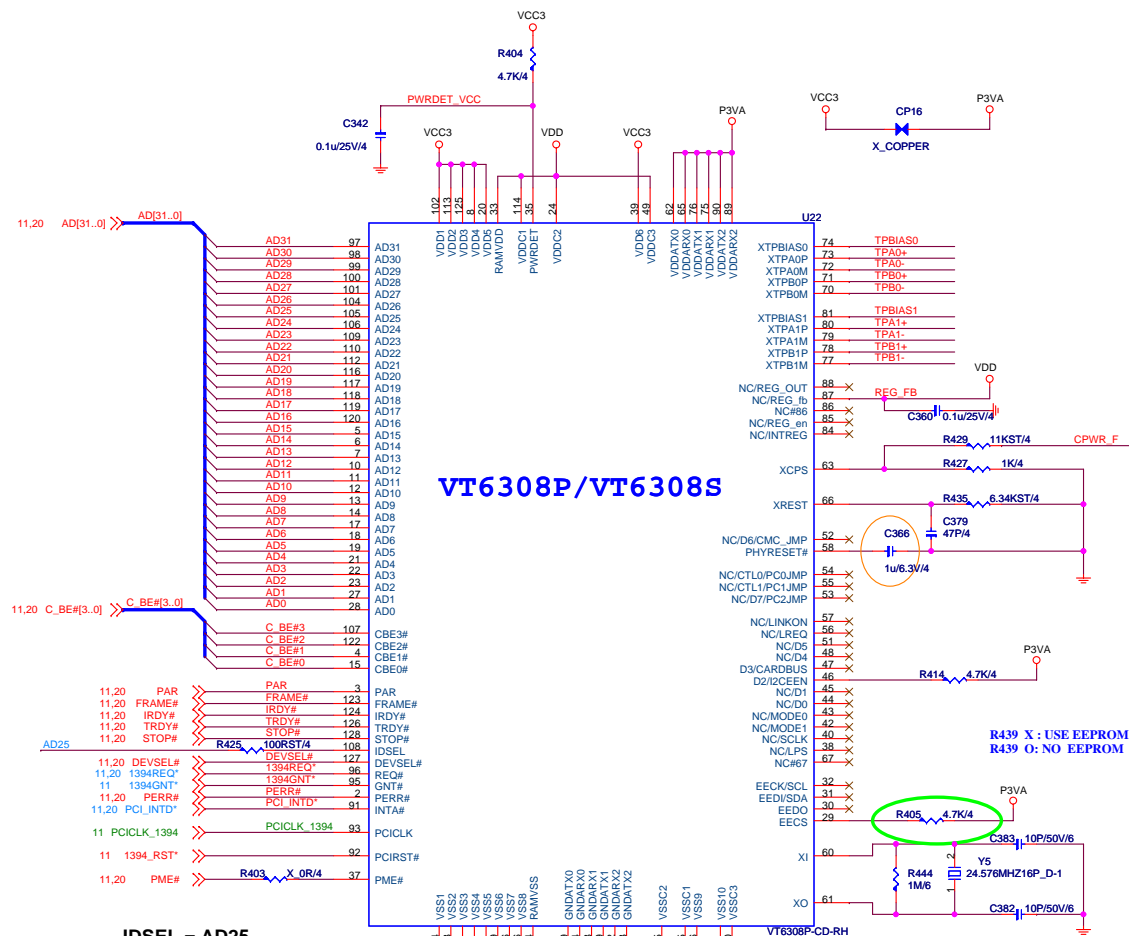 VCC3
R404
4.7K/4
PWRDET_VCC
C342
0.1u/25V/4
VCC3
VDD
VCC3
P3VA
VCC3
CP16
P3VA
X_COPPER
102 113 125 8 20 33 114 35 24 39 49 62 65 76 75 90 89
U22
VDD1 VDD2 VDD3 VDD4 VDD5 RAMVDD VDDC1 PWRDET VDDC2 VDD6 VDDC3 VDDATX0 VDDARX0 VDDATX1 VDDARX1 VDDATX2 VDDARX2
11,20 AD[31..0] AD[31..0]
AD31 97 AD31
AD30 98 AD30
AD29 99 AD29
AD28 100 AD28
AD27 101 AD27
AD26 104 AD26
AD25 105 AD25
AD24 106 AD24
AD23 109 AD23
AD22 110 AD22
AD21 112 AD21
AD20 116 AD20
AD19 117 AD19
AD18 118 AD18
AD17 119 AD17
AD16 120 AD16
AD15 5 AD15
AD14 6 AD14
AD13 7 AD13
AD12 10 AD12
AD11 11 AD11
AD10 12 AD10
AD9 13 AD9
AD8 14 AD8
AD7 17 AD7
AD6 18 AD6
AD5 19 AD5
AD4 21 AD4
AD3 22 AD3
AD2 23 AD2
AD1 27 AD1
AD0 28 AD0
11,20 C_BE#[3..0] C_BE#[3..0]
C_BE#3 107 CBE3#
C_BE#2 122 CBE2#
C_BE#1 4 CBE1#
C_BE#0 15 CBE0#
11,20 PAR PAR 3 PAR
11,20 FRAME# FRAME# 123 FRAME#
11,20 IRDY# IRDY# 124 IRDY#
11,20 TRDY# TRDY# 126 TRDY#
11,20 STOP# STOP# 128 STOP#
AD25 R425 100RST/4 108 IDSEL
11,20 DEVSEL# DEVSEL# 127 DEVSEL#
11,20 1394REQ* 1394REQ* 96 REQ#
11 1394GNT* 1394GNT* 95 GNT#
11,20 PERR# PERR# 2 PERR#
11,20 PCI_INTD* PCI_INTD* 91 INTA#
11 PCICLK_1394 PCICLK_1394 93 PCICLK
11 1394_RST* 92 PCIRST#
11,20 PME# R403 X_0R/4 37 PME#
VT6308P/VT6308S
XTPBIAS0 74 TPBIAS0
XTPA0P 73 TPA0+
XTPA0M 72 TPA0-
XTPB0P 71 TPB0+
XTPB0M 70 TPB0-
XTPBIAS1 81 TPBIAS1
XTPA1P 80 TPA1+
XTPA1M 79 TPA1-
XTPB1P 78 TPB1+
XTPB1M 77 TPB1-
VDD
NC/REG_OUT 88
NC/REG_fb 87 REG_FB
NC#86 86
C360 0.1u/25V/4
NC/REG_en 85
NC/INTREG 84
R429 11KST/4 CPWR_F
XCPS 63 R427 1K/4
XREST 66 R435 6.34KST/4
C379
47P/4
NC/D6/CMC_JMP 52
PHYRESET# 58
C366
1u/6.3V/4
NC/CTL0/PC0JMP 54
NC/CTL1/PC1JMP 55
NC/D7/PC2JMP 53
NC/LINKON 57
NC/LREQ 56
NC/D5 51
NC/D4 48
D3/CARDBUS 47
P3VA
D2/I2CEEN 46 R414 4.7K/4
NC/D1 45
NC/D0 44
NC/MODE0 43
NC/MODE1 42
NC/SCLK 40
NC/LPS 38
NC#67 67
R439 X : USE EEPROM
R439 O: NO EEPROM
EECK/SCL 32
EEDI/SDA 31
EEDO 30
P3VA
EECS 29 R405 4.7K/4
C383 10P/50V/6
XI 60
R444
1M/6
2
Y5
24.576MHZ16P_D-1
1
XO 61
C382 10P/50V/6
VSS1 VSS2 VSS3 VSS4 VSS5 VSS6 VSS7 VSS8 RAMVSS GNDATX0 GNDARX0 GNDATX1 GNDARX1 GNDARX2 GNDATX2 VSSC2 VSSC1 VSS9 VSS10 VSSC3
VT6308P-CD-RH
IDSEL = AD25